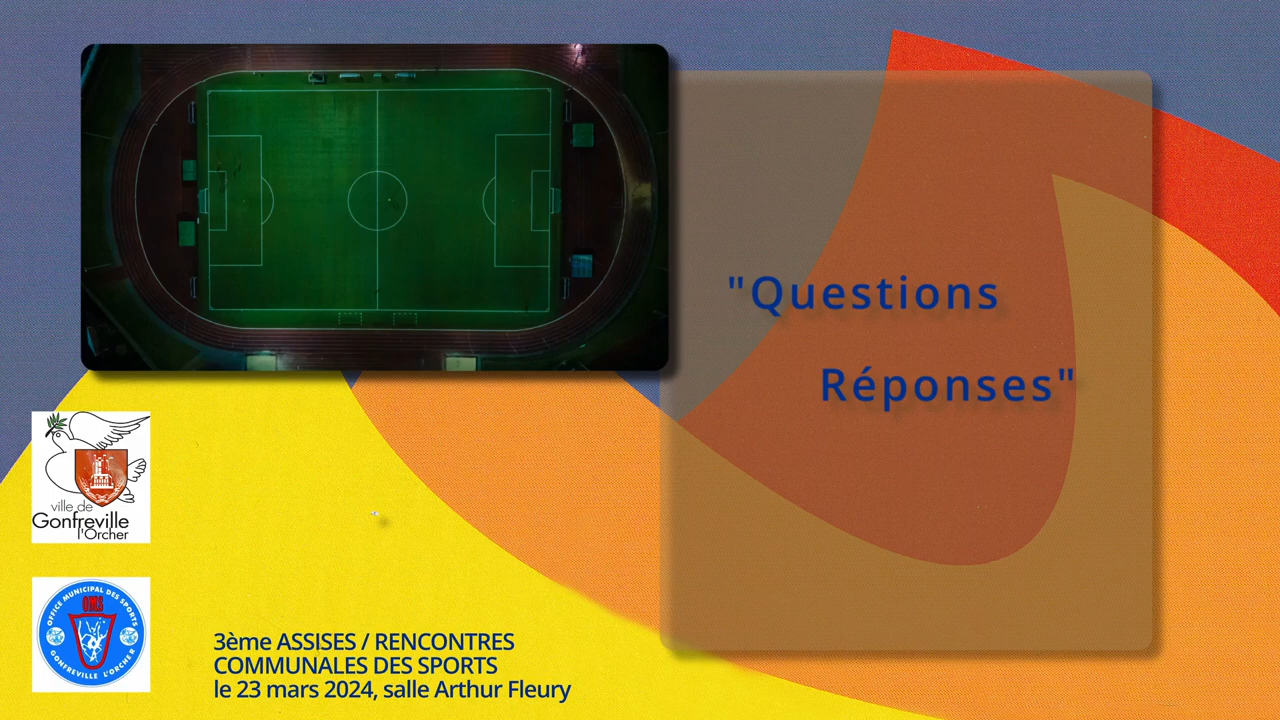 "Questions
Réponses"
ville de
Gonfreville
l'Orcher
OFFICE MUNICIPAL DES SPORTS
OMS
GONFREVILLE L'ORCHER
3ème ASSISES / RENCONTRES
COMMUNALES DES SPORTS
le 23 mars 2024, salle Arthur Fleury